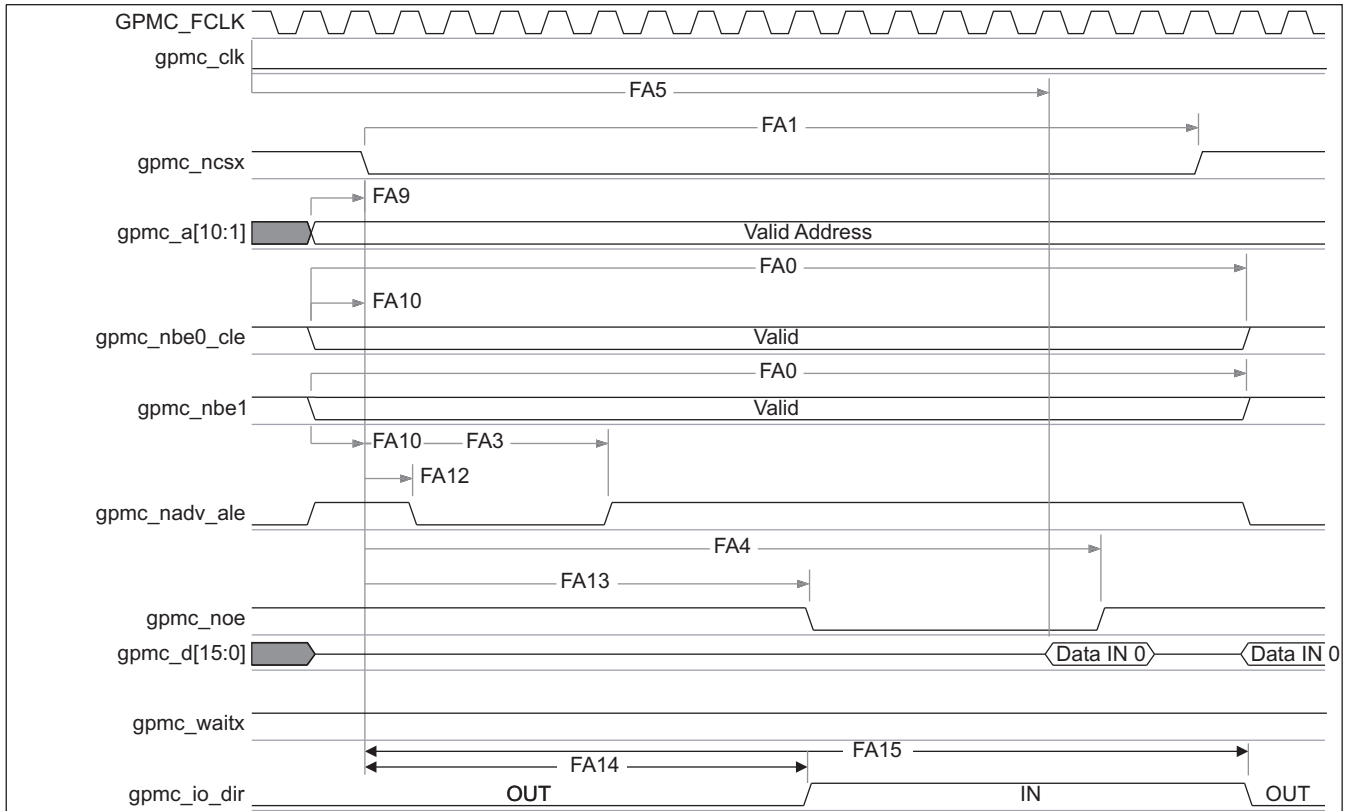 GPMC_FCLK
gpmc_clk
FA5
FA1
gpmc_ncsx
FA9
gpmc_a[10:1]
Valid Address
FA0
FA10
gpmc_nbe0_cle
Valid
FA0
gpmc_nbe1
Valid
FA10
FA3
FA12
gpmc_nadv_ale
FA4
FA13
gpmc_noe
gpmc_d[15:0]
Data IN 0
Data IN 0
gpmc_waitx
FA15
FA14
gpmc_io_dir
OUT
IN
OUT